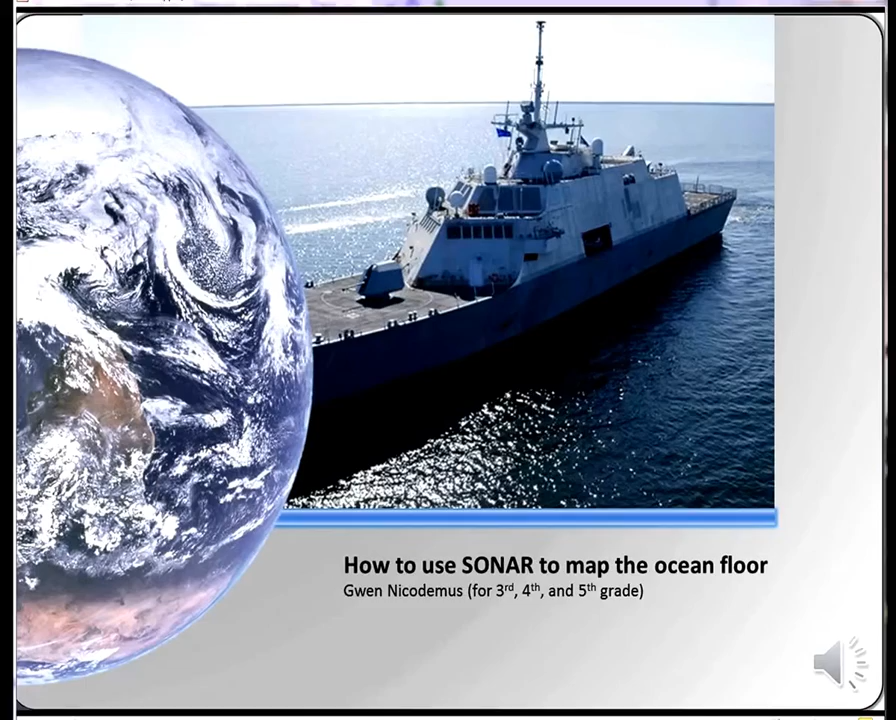 How to use SONAR to map the ocean floor
Gwen Nicodemus (for 3rd, 4th, and 5th grade)